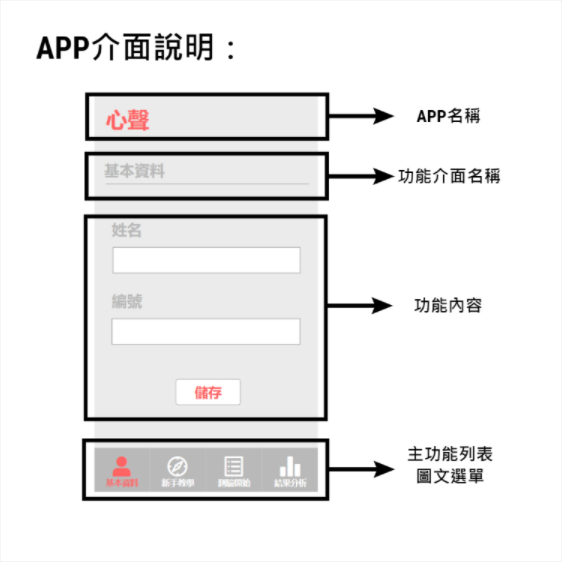 APP介面說明：
心聲
APP名稱
基本資料
功能介面名稱
姓名
編號
功能內容
儲存
主功能列表
圖文選單
基本資料
新手教學
測驗開始
結果分析